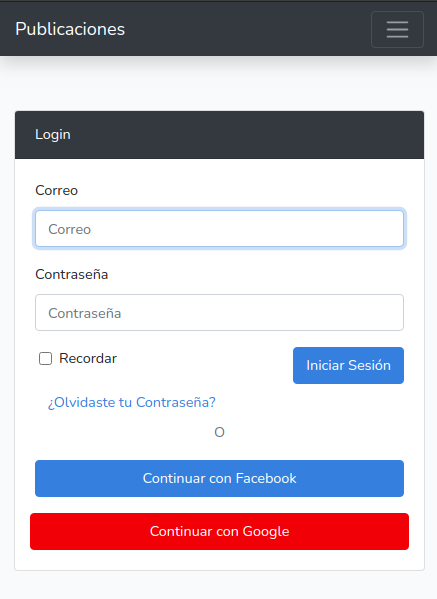 Publicaciones
Login
Correo
Correo
Contraseña
Contraseña
Recordar
Iniciar Sesión
¿Olvidaste tu Contraseña?
O
Continuar con Facebook
Continuar con Google